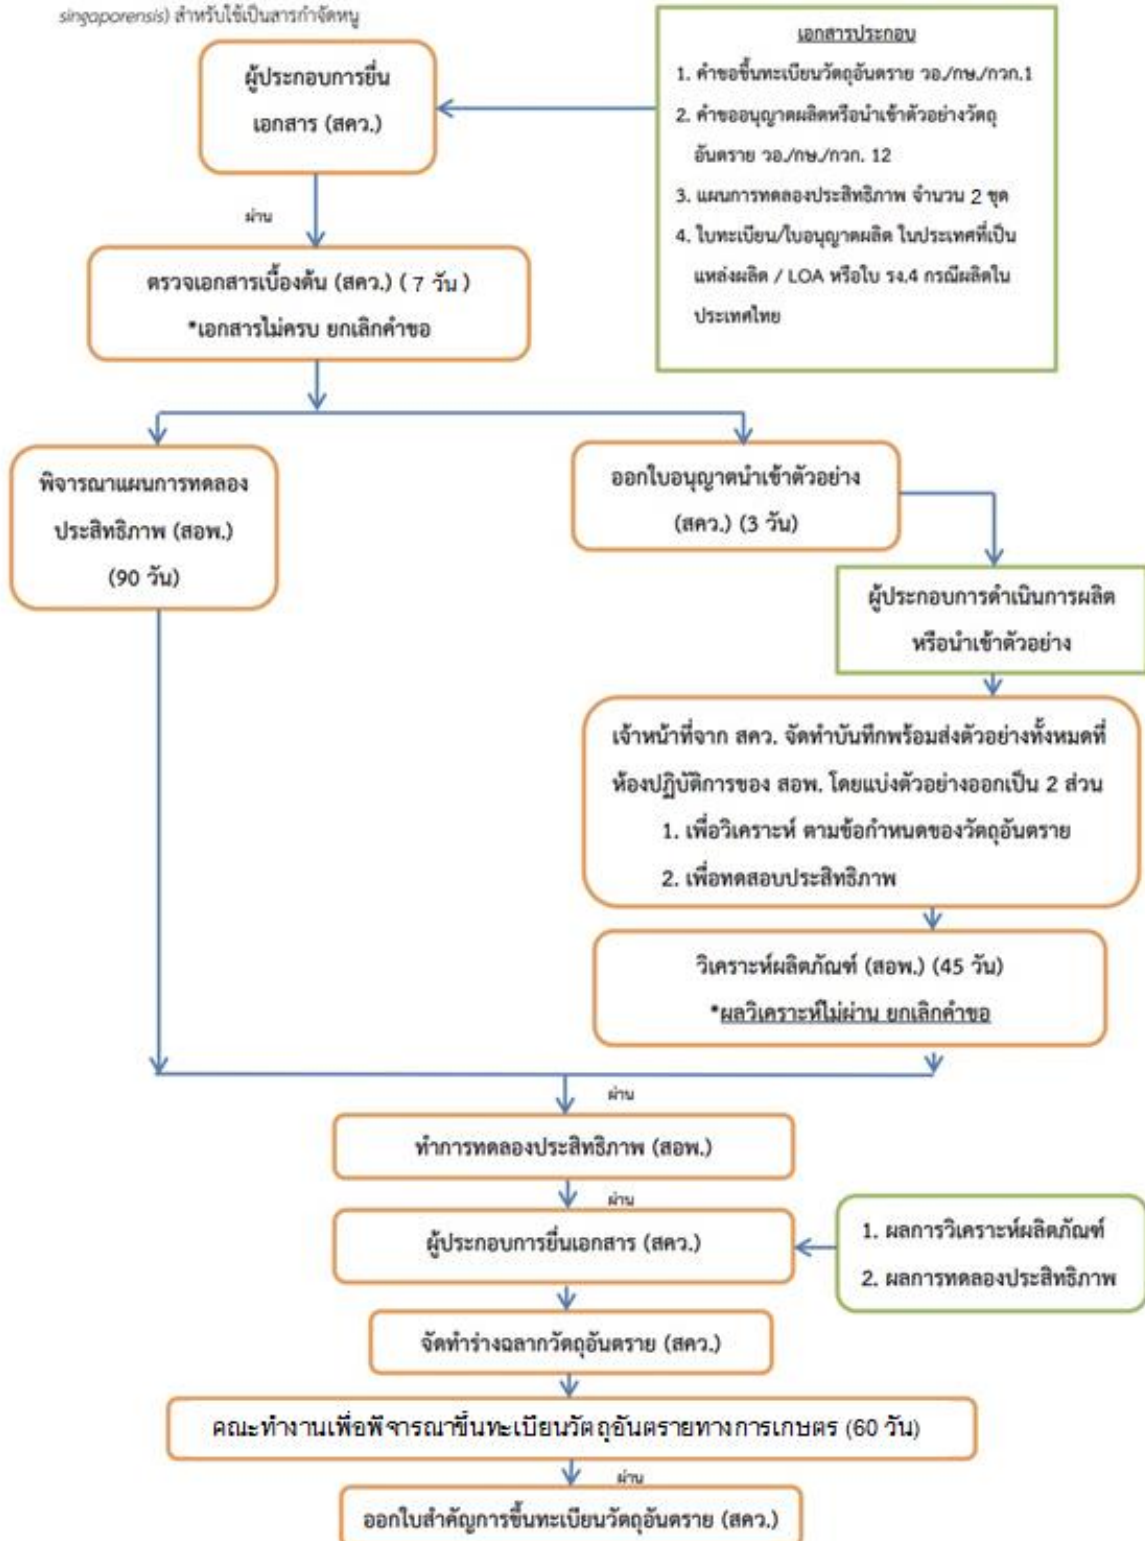 singaporensis) สำหรับใช้เป็นสารกำจัดหนู
ผู้ประกอบการยื่น
เอกสาร (สคว.)
เอกสารประกอบ
1. คำขอขึ้นทะเบียนวัตถุอันตราย วอ./กษ./กวก.1
2. คำขออนุญาตผลิตหรือนำเข้าตัวอย่างวัตถุ
อันตราย วอ./กษ./กวก. 12
3. แผนการทดลองประสิทธิภาพ จำนวน 2 ชุด
4. ใบทะเบียน/ใบอนุญาตผลิต ในประเทศที่เป็น
แหล่งผลิต / LOA หรือใบ รง.4 กรณีผลิตใน
ประเทศไทย
ผ่าน
ตรวจเอกสารเบื้องต้น (สคว.) ( 7 วัน )
*เอกสารไม่ครบ ยกเลิกคำขอ
พิจารณาแผนการทดลอง
ประสิทธิภาพ (สอพ.)
(90 วัน)
ออกใบอนุญาตนำเข้าตัวอย่าง
(สคว.) (3 วัน)
ผู้ประกอบการดำเนินการผลิต
หรือนำเข้าตัวอย่าง
เจ้าหน้าที่จาก สคว. จัดทำบันทึกพร้อมส่งตัวอย่างทั้งหมดที่
ห้องปฏิบัติการของ สอพ. โดยแบ่งตัวอย่างออกเป็น 2 ส่วน
1. เพื่อวิเคราะห์ ตามข้อกำหนดของวัตถุอันตราย
2. เพื่อทดสอบประสิทธิภาพ
วิเคราะห์ผลิตภัณฑ์ (สอพ.) (45 วัน)
*ผลวิเคราะห์ไม่ผ่าน ยกเลิกคำขอ
ผ่าน
ทำการทดลองประสิทธิภาพ (สอพ.)
ผ่าน
ผู้ประกอบการยื่นเอกสาร (สคว.)
1. ผลการวิเคราะห์ผลิตภัณฑ์
2. ผลการทดลองประสิทธิภาพ
จัดทำร่างฉลากวัตถุอันตราย (สคว.)
คณะทำงานเพื่อพิจารณาขึ้นทะเบียนวัตถุอันตรายทางการเกษตร (60 วัน)
ผ่าน
ออกใบสำคัญการขึ้นทะเบียนวัตถุอันตราย (สคว.)